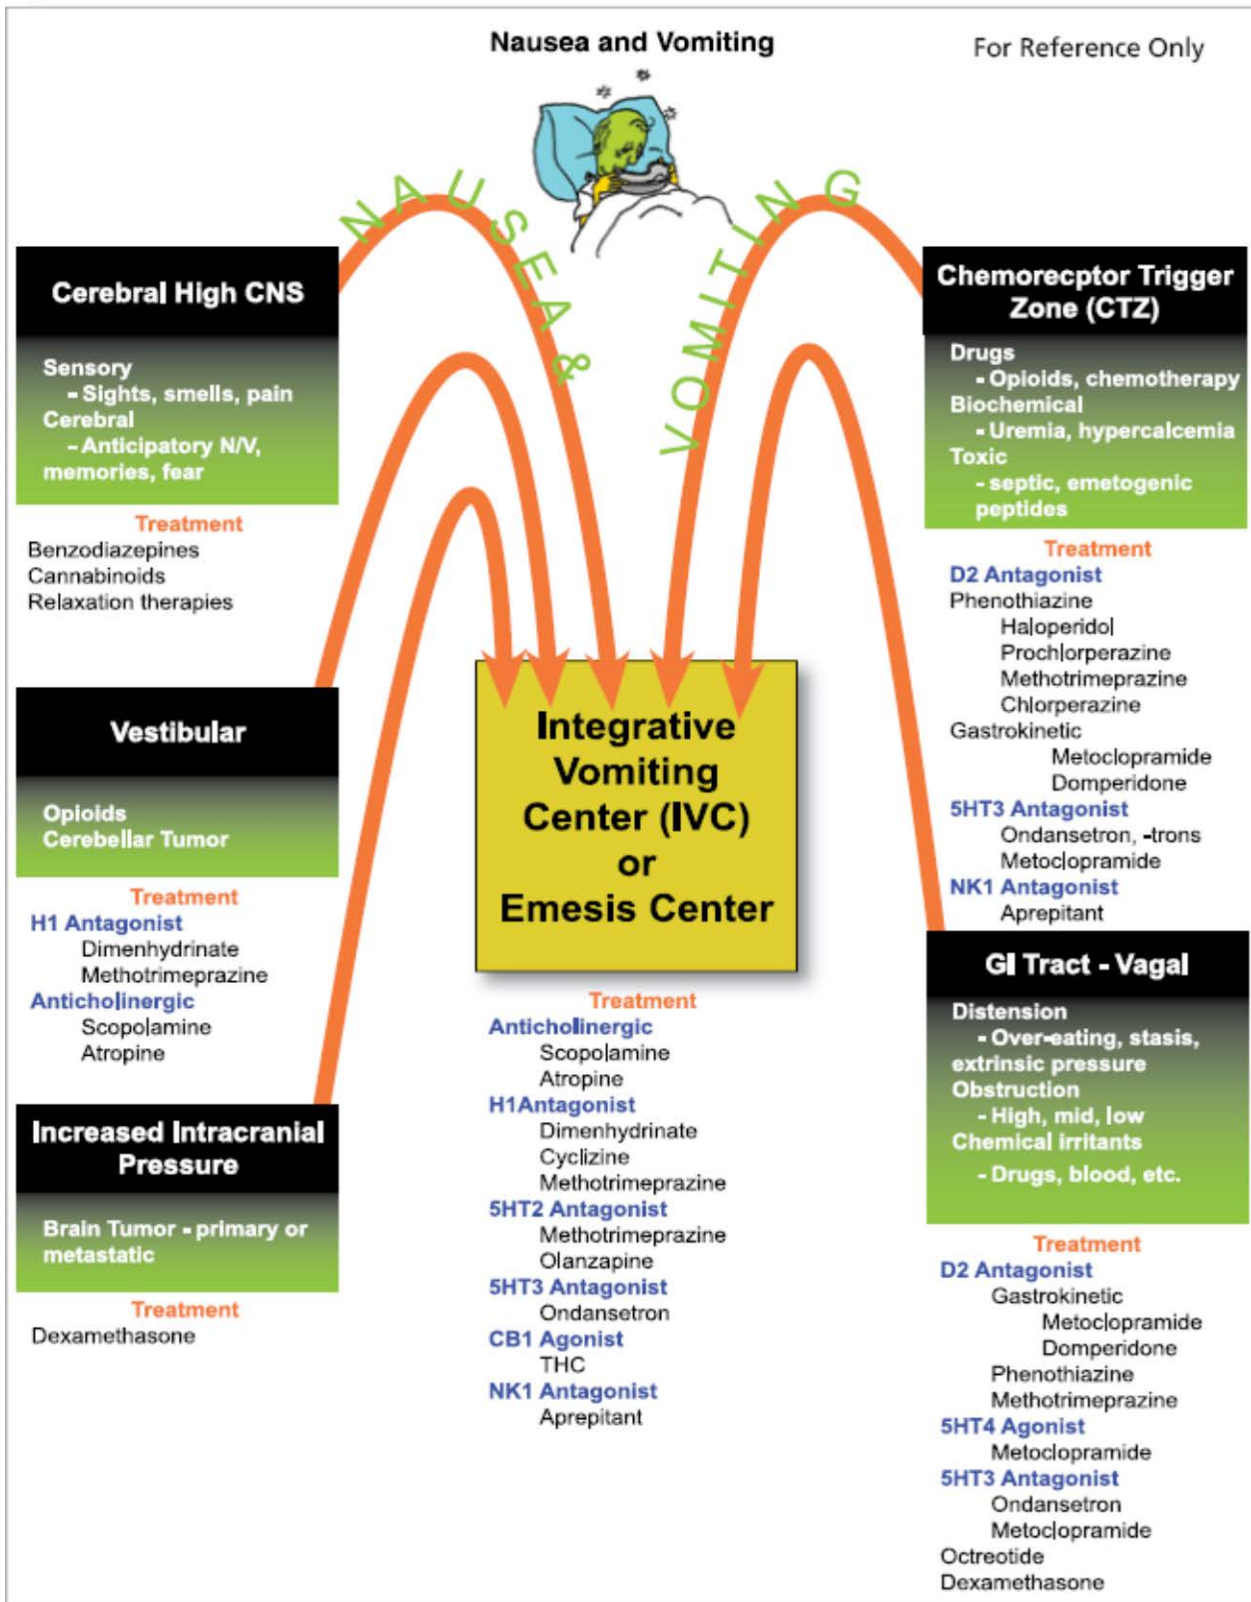 Nausea and Vomiting
For Reference Only
NAUSEA & VOMITING
Cerebral High CNS
Sensory
- Sights, smells, pain
Cerebral
- Anticipatory N/V,
memories, fear
Treatment
Benzodiazepines
Cannabinoids
Relaxation therapies
Vestibular
Opioids
Cerebellar Tumor
Treatment
H1 Antagonist
Dimenhydrinate
Methotrimeprazine
Anticholinergic
Scopolamine
Atropine
Increased Intracranial
Pressure
Brain Tumor - primary or
metastatic
Treatment
Dexamethasone
Integrative
Vomiting
Center (IVC)
or
Emesis Center
Treatment
Anticholinergic
Scopolamine
Atropine
H1Antagonist
Dimenhydrinate
Cyclizine
Methotrimeprazine
5HT2 Antagonist
Methotrimeprazine
Olanzapine
5HT3 Antagonist
Ondansetron
CB1 Agonist
THC
NK1 Antagonist
Aprepitant
Chemorecptor Trigger
Zone (CTZ)
Drugs
- Opioids, chemotherapy
Biochemical
- Uremia, hypercalcemia
Toxic
- septic, emetogenic
peptides
Treatment
D2 Antagonist
Phenothiazine
Haloperidol
Prochlorperazine
Methotrimeprazine
Chlorperazine
Gastrokinetic
Metoclopramide
Domperidone
5HT3 Antagonist
Ondansetron, -trons
Metoclopramide
NK1 Antagonist
Aprepitant
GI Tract - Vagal
Distension
- Over-eating, stasis,
extrinsic pressure
Obstruction
- High, mid, low
Chemical irritants
- Drugs, blood, etc.
Treatment
D2 Antagonist
Gastrokinetic
Metoclopramide
Domperidone
Phenothiazine
Methotrimeprazine
5HT4 Agonist
Metoclopramide
5HT3 Antagonist
Ondansetron
Metoclopramide
Octreotide
Dexamethasone